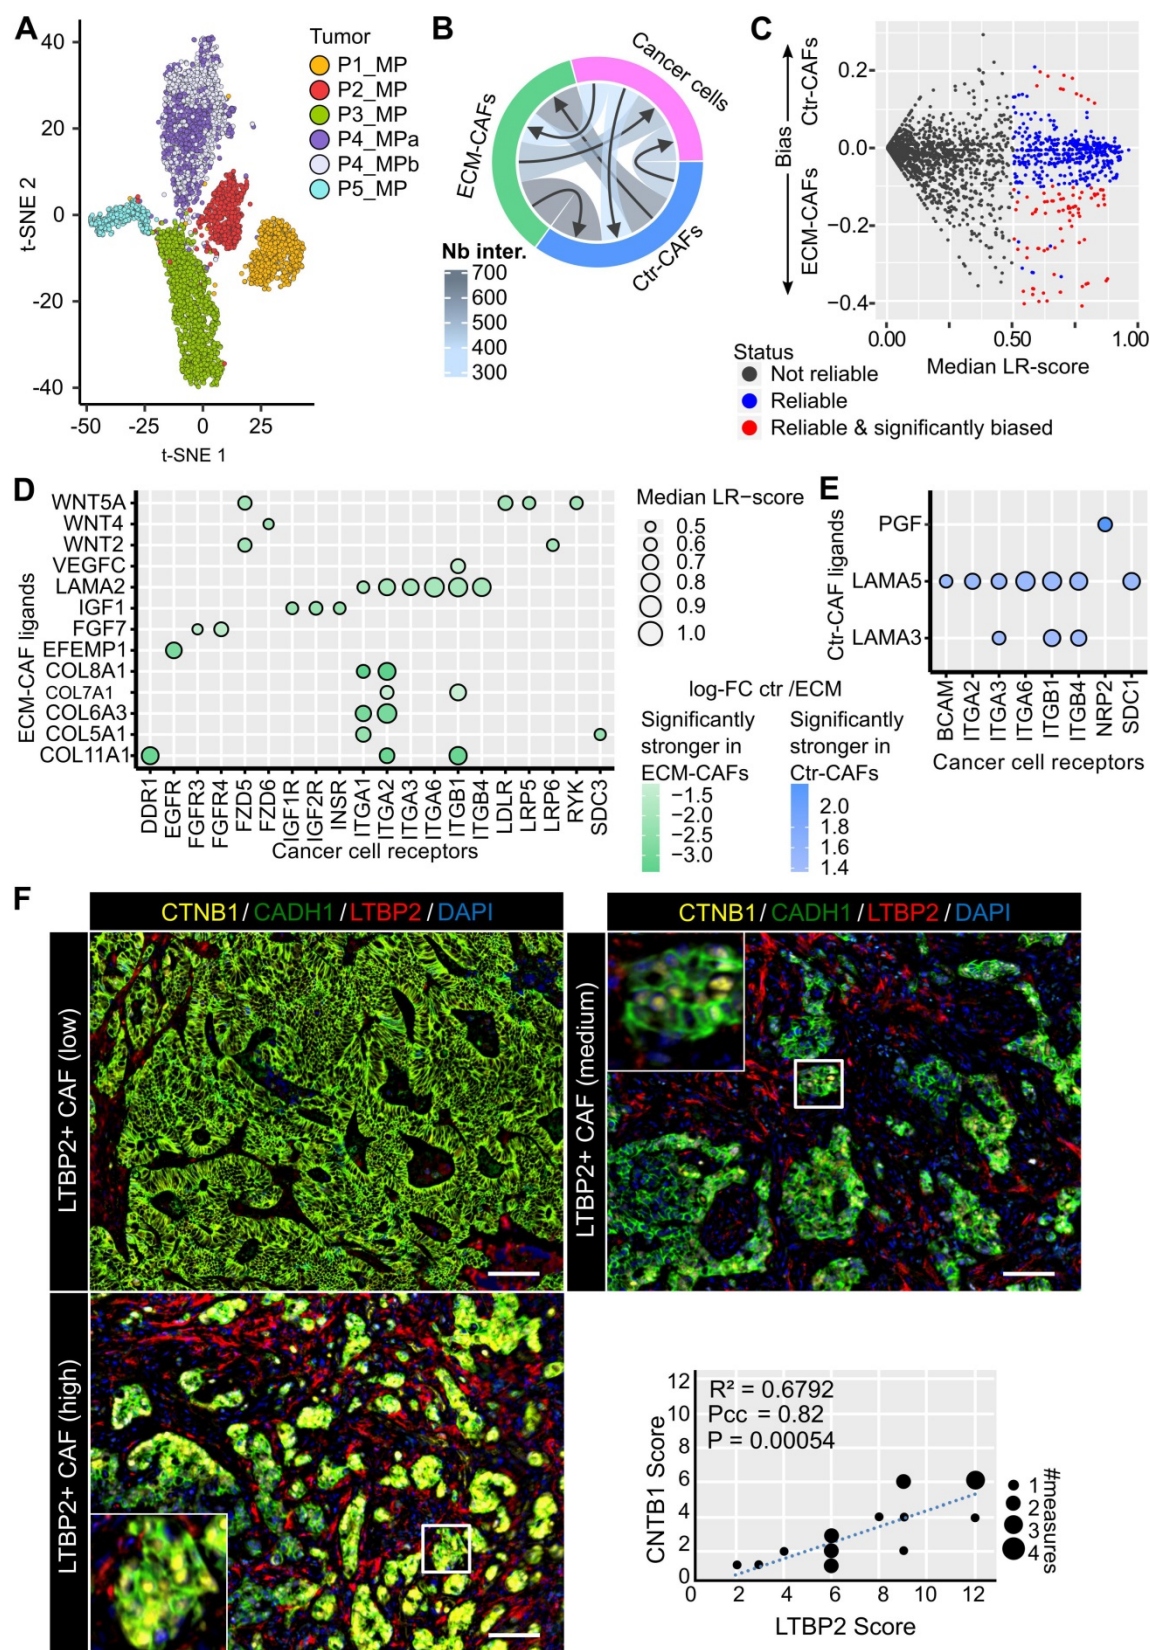 A
40
20
0
-20
-40
t-SNE 2
-50
-25
0
25
t-SNE 1
Tumor
P1_MP
P2_MP
P3_MP
P4_MPa
P4_MPb
P5_MP
B
ECM-CAFs
Cancer cells
Ctr-CAFs
Nb inter.
700
600
500
400
300
C
Ctr-CAFs
Bias
ECM-CAFs
0.2
0.0
−0.2
−0.4
0.00
0.50
1.00
Median LR-score
Status
Not reliable
Reliable
Reliable & significantly biased
D
ECM-CAF ligands
WNT5A
WNT4
WNT2
VEGFC
LAMA2
IGF1
FGF7
EFEMP1
COL8A1
COL7A1
COL6A3
COL5A1
COL11A1
DDR1
EGFR
FGFR3
FGFR4
FZD5
FZD6
IGF1R
IGF2R
INSR
ITGA1
ITGA2
ITGA3
ITGA6
ITGB1
ITGB4
LDLR
LRP5
LRP6
RYK
SDC3
Cancer cell receptors
Median LR−score
0.5
0.6
0.7
0.8
0.9
1.0
log-FC ctr /ECM
Significantly
stronger in
ECM-CAFs
−1.5
−2.0
−2.5
−3.0
Significantly
stronger in
Ctr-CAFs
2.0
1.8
1.6
1.4
E
Ctr-CAF ligands
PGF
LAMA5
LAMA3
BCAM
ITGA2
ITGA3
ITGA6
ITGB1
ITGB4
NRP2
SDC1
Cancer cell receptors
F
CTNB1/CADH1/LTBP2/DAPI
LTBP2+ CAF (low)
CTNB1/CADH1/LTBP2/DAPI
LTBP2+ CAF (medium)
LTBP2+ CAF (high)
R² = 0.6792
Pcc = 0.82
P = 0.00054
CNTB1 Score
12
10
8
6
4
2
0
0
2
4
6
8
10
12
LTBP2 Score
#measures
1
2
3
4